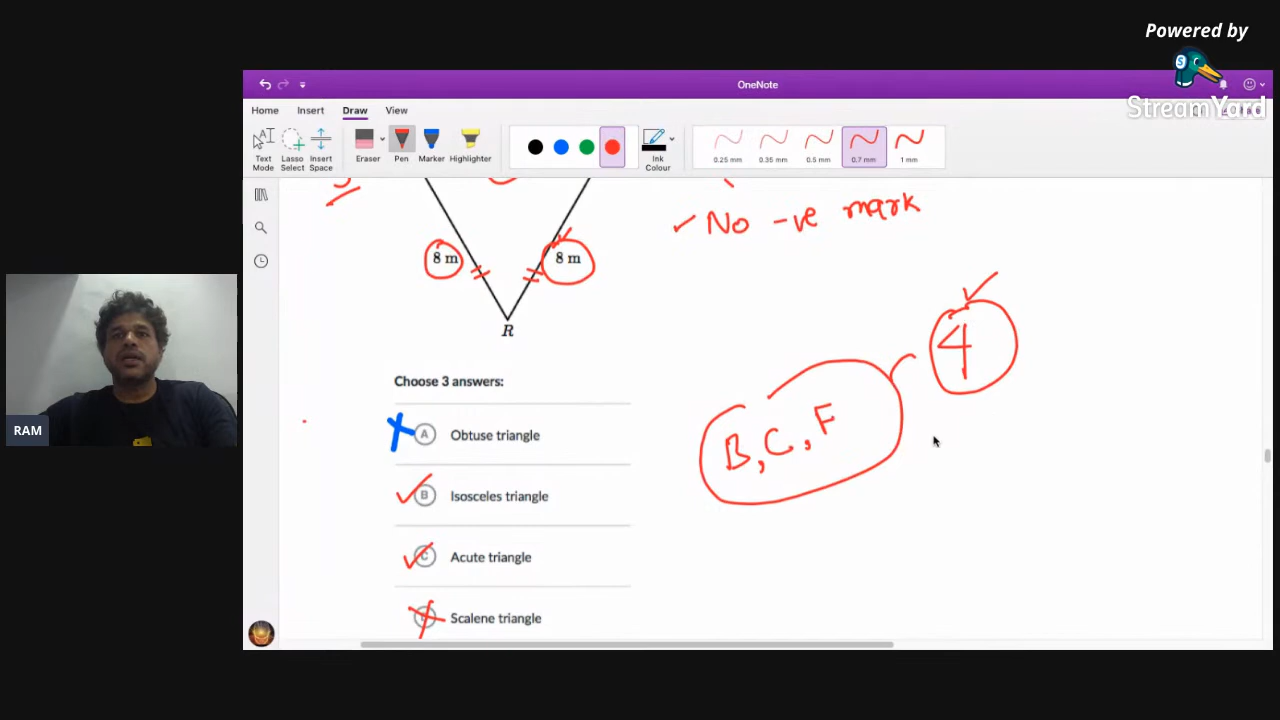 Powered by
StreamYard
OneNote
Home Insert Draw View
Text Mode
Lasso Select
Insert Space
Eraser
Pen
Marker
Highlighter
Ink Colour
0.25 mm
0.35 mm
0.5 mm
0.7 mm
1 mm
✓ No -ve mark
8 m
8 m
R
4
Choose 3 answers:
B, C, F
A Obtuse triangle
B Isosceles triangle
C Acute triangle
Scalene triangle
RAM